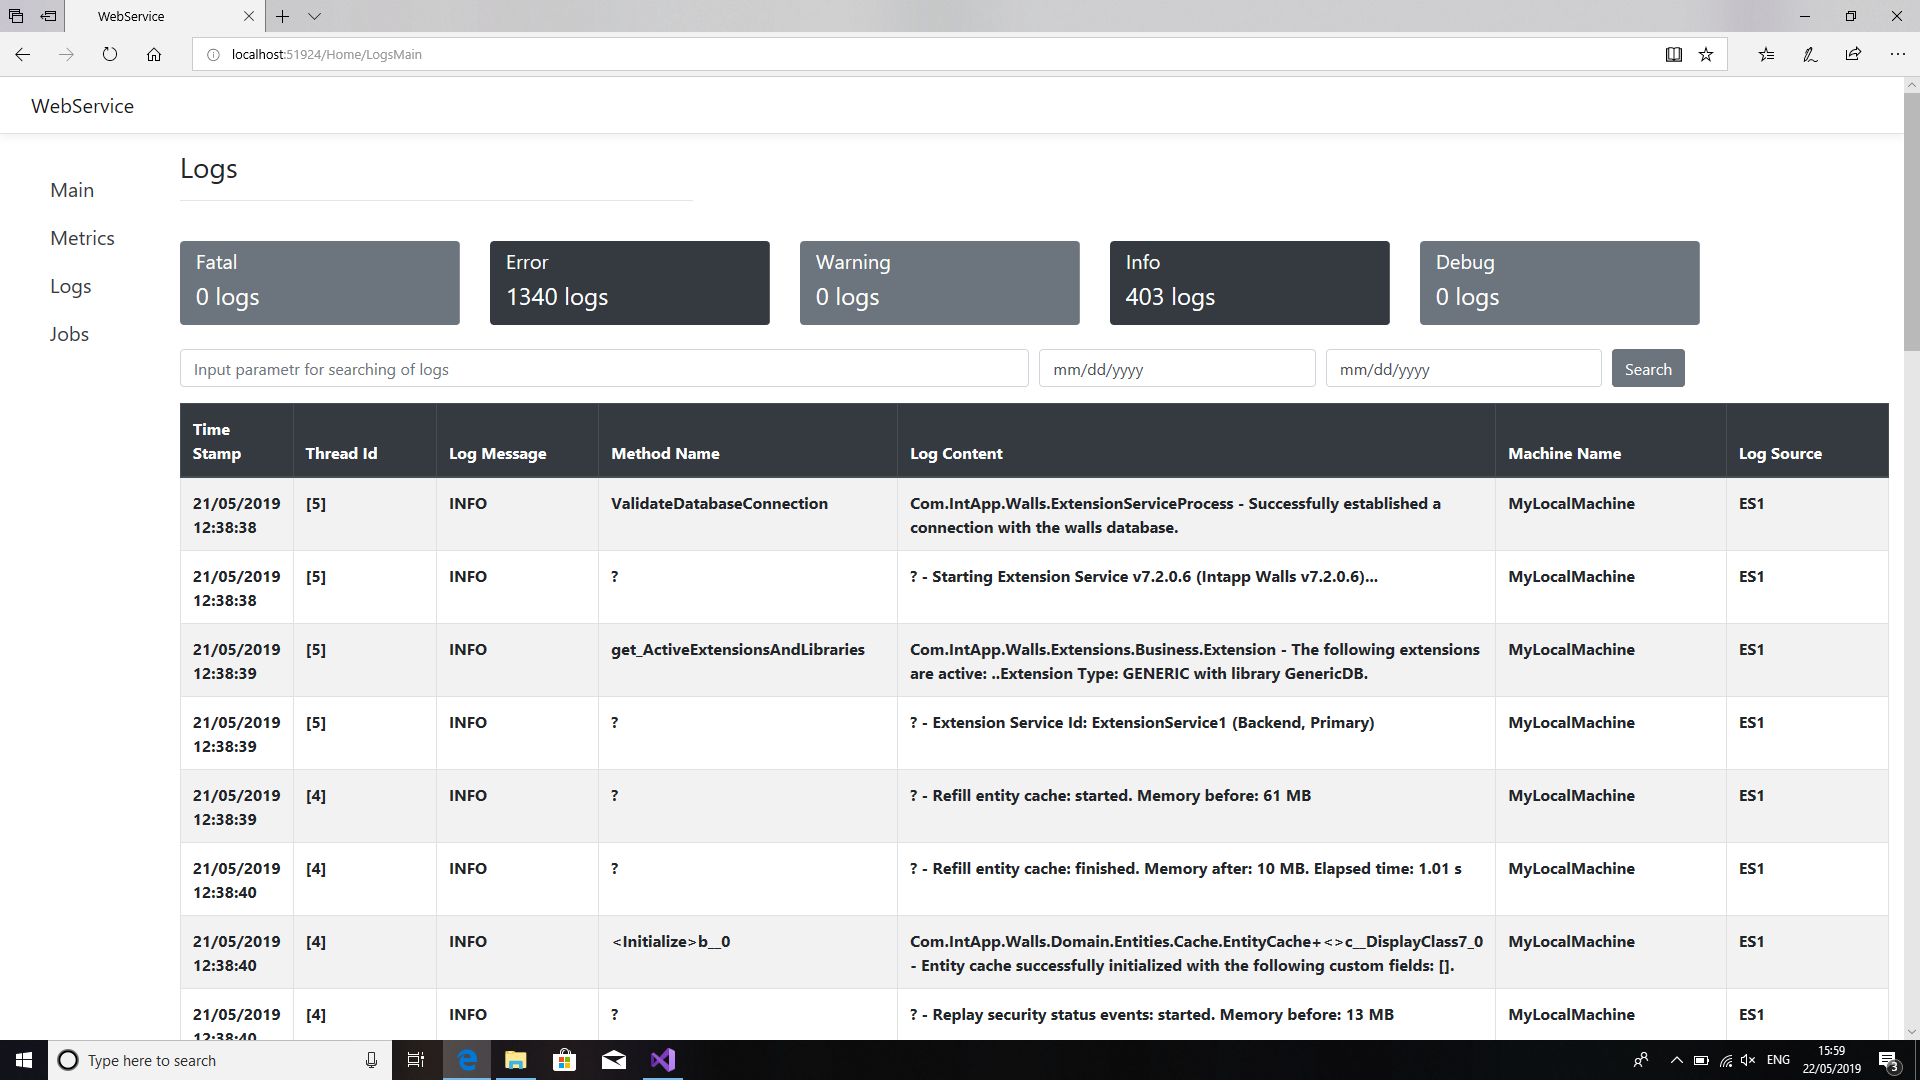 WebService
localhost:51924/Home/LogsMain
WebService
Main
Metrics
Logs
Jobs
Logs
Fatal
0 logs
Error
1340 logs
Warning
0 logs
Info
403 logs
Debug
0 logs
Input parametr for searching of logs
mm/dd/yyyy
mm/dd/yyyy
Search
Time
Stamp
Thread Id
Log Message
Method Name
Log Content
Machine Name
Log Source
21/05/2019
12:38:38
[5]
INFO
ValidateDatabaseConnection
Com.IntApp.Walls.ExtensionServiceProcess - Successfully established a
connection with the walls database.
MyLocalMachine
ES1
21/05/2019
12:38:38
[5]
INFO
?
? - Starting Extension Service v7.2.0.6 (Intapp Walls v7.2.0.6)...
MyLocalMachine
ES1
21/05/2019
12:38:39
[5]
INFO
get_ActiveExtensionsAndLibraries
Com.IntApp.Walls.Extensions.Business.Extension - The following extensions
are active: ..Extension Type: GENERIC with library GenericDB.
MyLocalMachine
ES1
21/05/2019
12:38:39
[5]
INFO
?
? - Extension Service Id: ExtensionService1 (Backend, Primary)
MyLocalMachine
ES1
21/05/2019
12:38:39
[4]
INFO
?
? - Refill entity cache: started. Memory before: 61 MB
MyLocalMachine
ES1
21/05/2019
12:38:40
[4]
INFO
?
? - Refill entity cache: finished. Memory after: 10 MB. Elapsed time: 1.01 s
MyLocalMachine
ES1
21/05/2019
12:38:40
[4]
INFO
<Initialize>b__0
Com.IntApp.Walls.Domain.Entities.Cache.EntityCache+<>c__DisplayClass7_0
- Entity cache successfully initialized with the following custom fields: [].
MyLocalMachine
ES1
21/05/2019
12:38:40
[4]
INFO
?
? - Replay security status events: started. Memory before: 13 MB
MyLocalMachine
ES1
Type here to search
ENG
15:59
22/05/2019
3